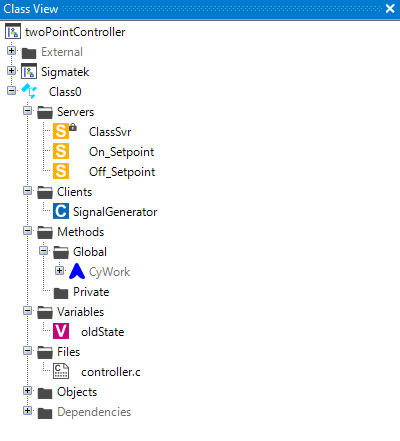 Class View
twoPointController
External
Sigmatek
Class0
Servers
S ClassSvr
S On_Setpoint
S Off_Setpoint
Clients
C SignalGenerator
Methods
Global
CyWork
Private
Variables
V oldState
Files
C controller.c
Objects
Dependencies